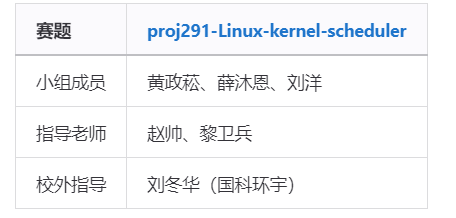 赛题 proj291-Linux-kernel-scheduler
小组成员 黄政菘、薛沐恩、刘洋
指导老师 赵帅、黎卫兵
校外指导 刘冬华（国科环宇）